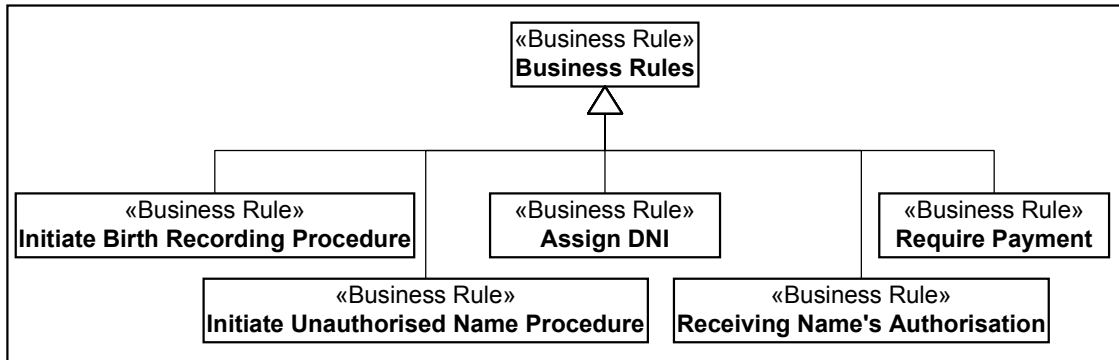 «Business Rule»
Business Rules
«Business Rule»
Initiate Birth Recording Procedure
«Business Rule»
Assign DNI
«Business Rule»
Require Payment
«Business Rule»
Initiate Unauthorised Name Procedure
«Business Rule»
Receiving Name's Authorisation